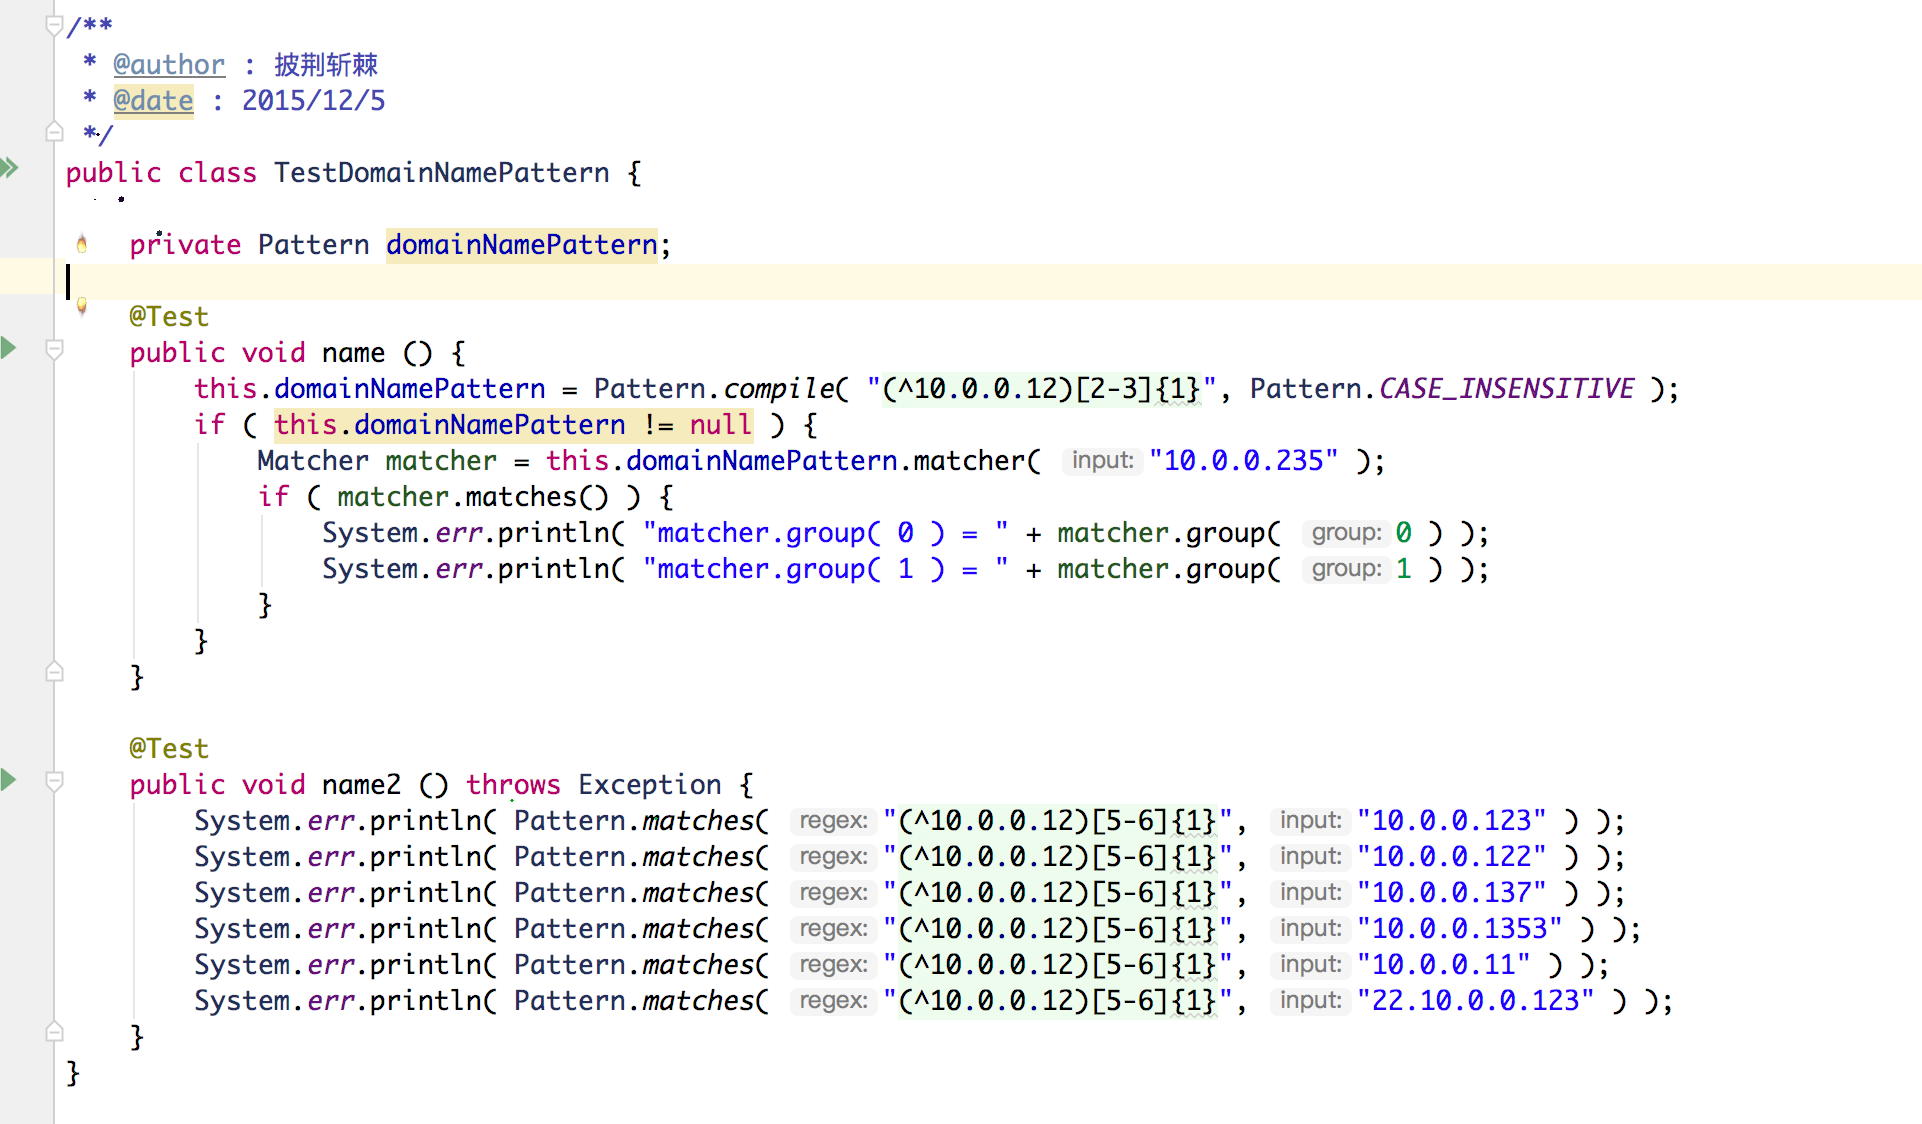 /**
 * @author : 披荆斩棘
 * @date : 2015/12/5
 */
public class TestDomainNamePattern {
    private Pattern domainNamePattern;
    @Test
    public void name () {
        this.domainNamePattern = Pattern.compile( "(^10.0.0.12)[2-3]{1}", Pattern.CASE_INSENSITIVE );
        if ( this.domainNamePattern != null ) {
            Matcher matcher = this.domainNamePattern.matcher( input: "10.0.0.235" );
            if ( matcher.matches() ) {
                System.err.println( "matcher.group( 0 ) = " + matcher.group( group: 0 ) );
                System.err.println( "matcher.group( 1 ) = " + matcher.group( group: 1 ) );
            }
        }
    }
    @Test
    public void name2 () throws Exception {
        System.err.println( Pattern.matches( regex: "(^10.0.0.12)[5-6]{1}", input: "10.0.0.123" ) );
        System.err.println( Pattern.matches( regex: "(^10.0.0.12)[5-6]{1}", input: "10.0.0.122" ) );
        System.err.println( Pattern.matches( regex: "(^10.0.0.12)[5-6]{1}", input: "10.0.0.137" ) );
        System.err.println( Pattern.matches( regex: "(^10.0.0.12)[5-6]{1}", input: "10.0.0.1353" ) );
        System.err.println( Pattern.matches( regex: "(^10.0.0.12)[5-6]{1}", input: "10.0.0.11" ) );
        System.err.println( Pattern.matches( regex: "(^10.0.0.12)[5-6]{1}", input: "22.10.0.0.123" ) );
    }
}